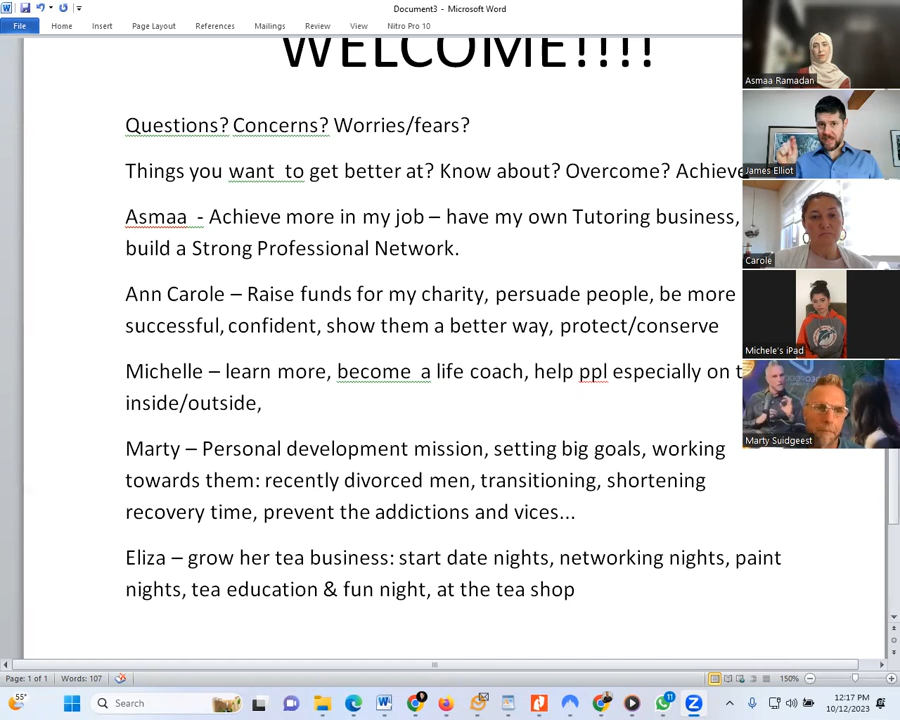 Document3 - Microsoft Word
File Home Insert Page Layout References Mailings Review View Nitro Pro 10
WELCOME!!!!
Questions? Concerns? Worries/fears?
Things you want  to get better at? Know about? Overcome? Achieve
Asmaa  - Achieve more in my job – have my own Tutoring business,
build a Strong Professional Network.
Ann Carole – Raise funds for my charity, persuade people, be more
successful, confident, show them a better way, protect/conserve
Michelle – learn more, become  a life coach, help ppl especially on t
inside/outside,
Marty – Personal development mission, setting big goals, working
towards them: recently divorced men, transitioning, shortening
recovery time, prevent the addictions and vices...
Eliza – grow her tea business: start date nights, networking nights, paint
nights, tea education & fun night, at the tea shop
Asmaa Ramadan
James Elliot
Carole
Michele's iPad
Marty Suidgeest
Page: 1 of 1 Words: 107 150%
55° Search 11 12:17 PM
10/12/2023